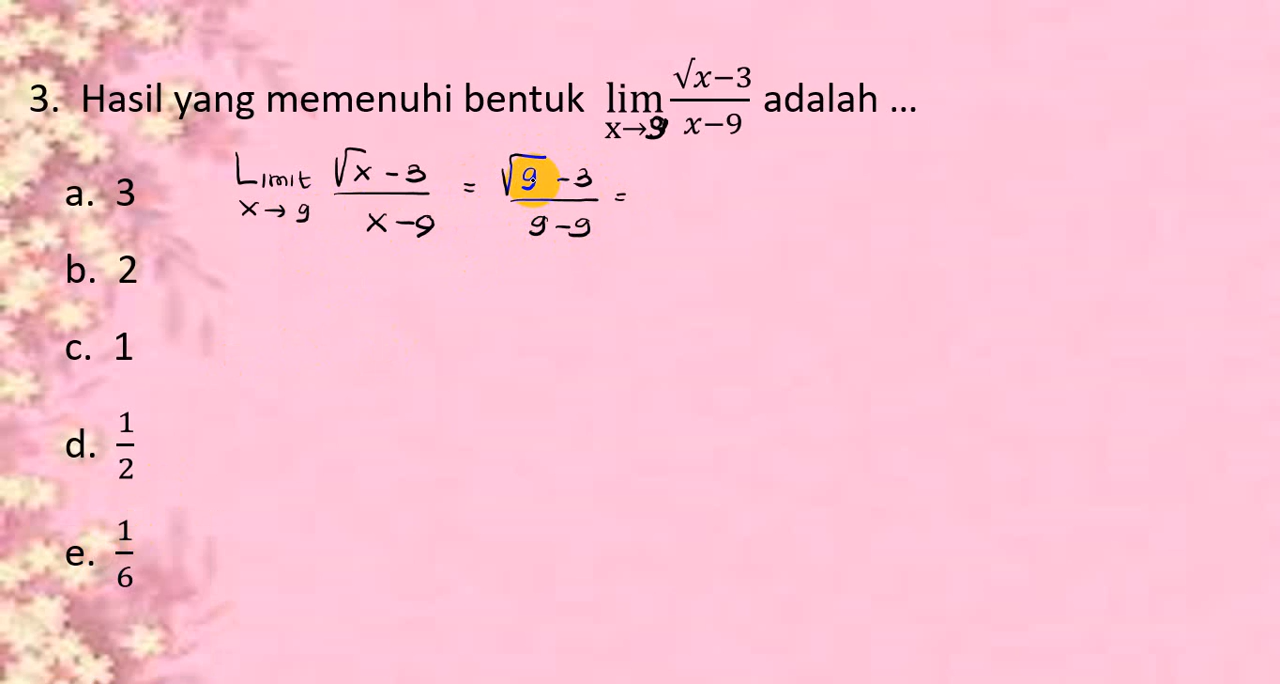 3. Hasil yang memenuhi bentuk lim x→9 √x−3 / x−9 adalah ...
Limit x→9 √x - 3 / x - 9 = √9 - 3 / 9 - 9 =
a. 3
b. 2
c. 1
d. 1/2
e. 1/6